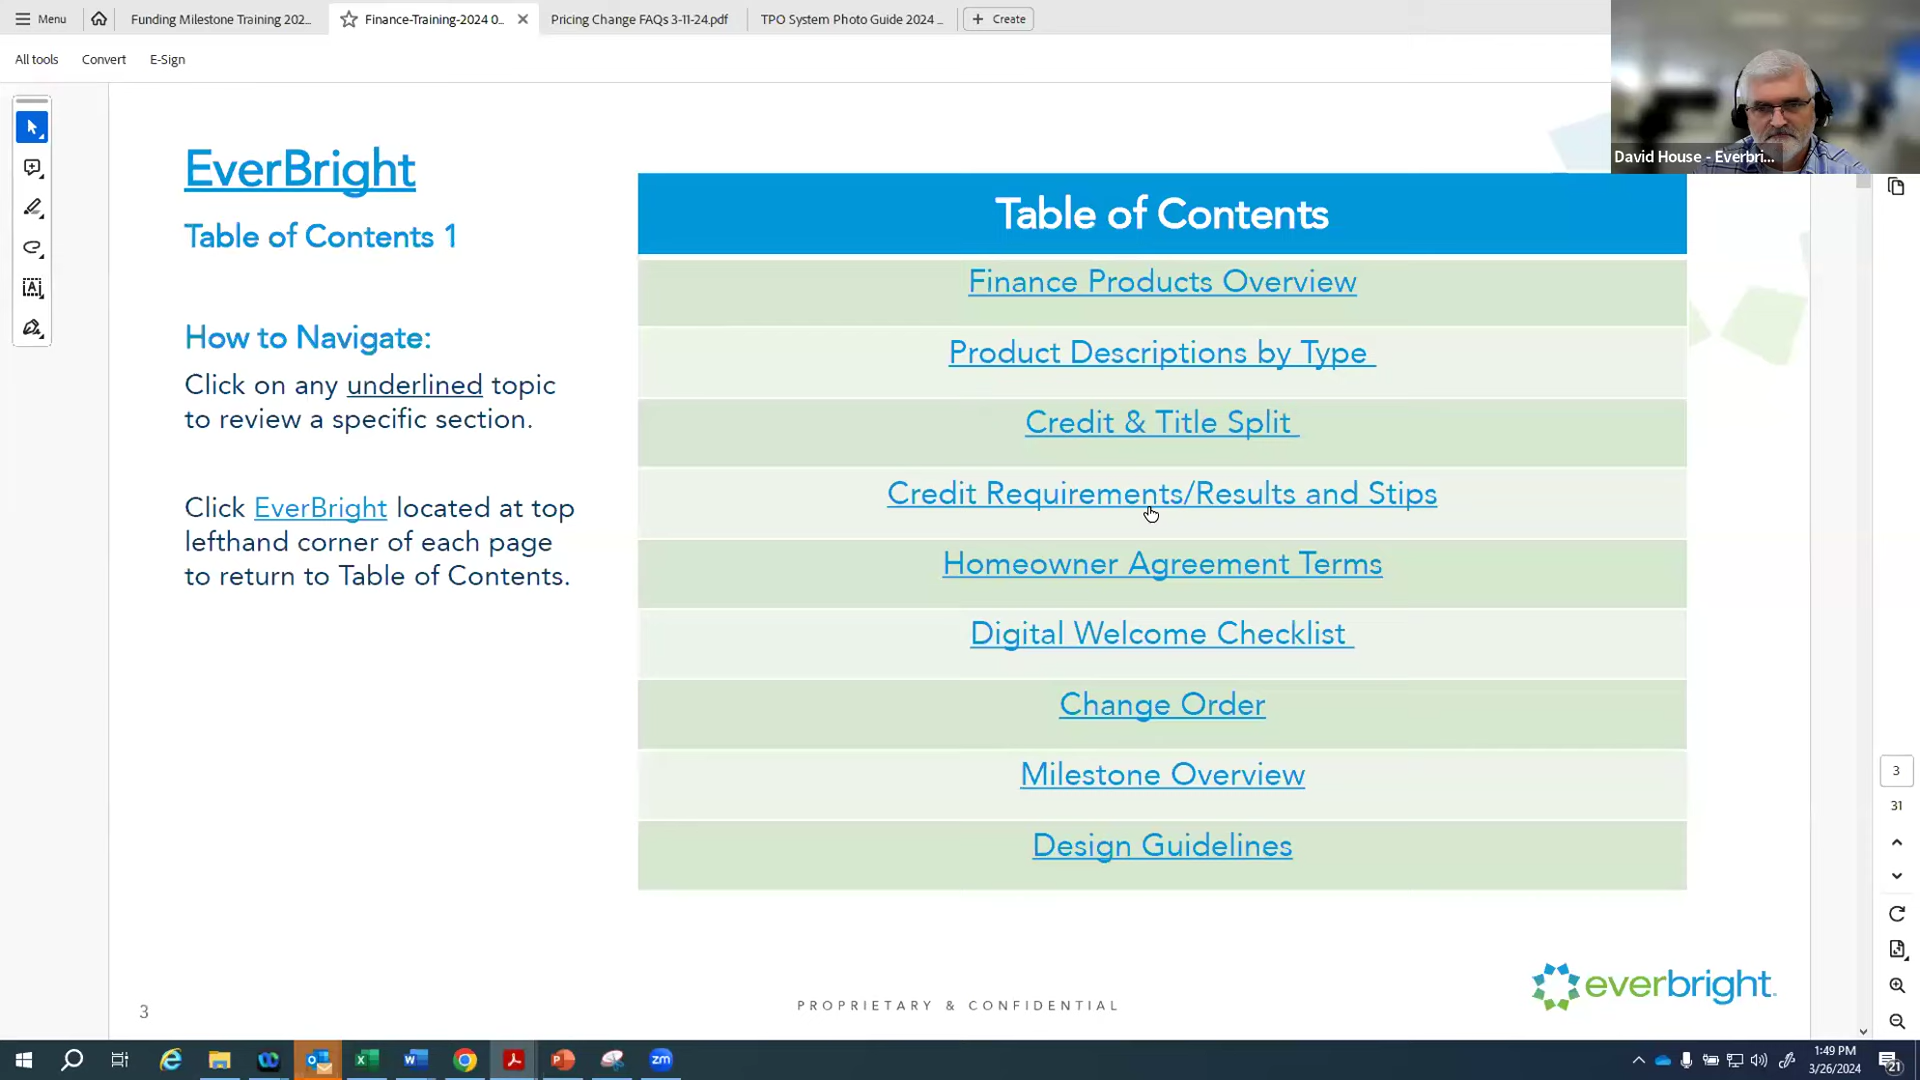 Menu
Funding Milestone Training 202...
Finance-Training-2024 0...
Pricing Change FAQs 3-11-24.pdf
TPO System Photo Guide 2024 ...
Create
All tools
Convert
E-Sign
David House - Everbri...
EverBright
Table of Contents 1
How to Navigate:
Click on any underlined topic
to review a specific section.
Click EverBright located at top
lefthand corner of each page
to return to Table of Contents.
Table of Contents
Finance Products Overview
Product Descriptions by Type
Credit & Title Split
Credit Requirements/Results and Stips
Homeowner Agreement Terms
Digital Welcome Checklist
Change Order
Milestone Overview
Design Guidelines
3
31
3
PROPRIETARY & CONFIDENTIAL
everbright.
zm
1:49 PM
3/26/2024
21